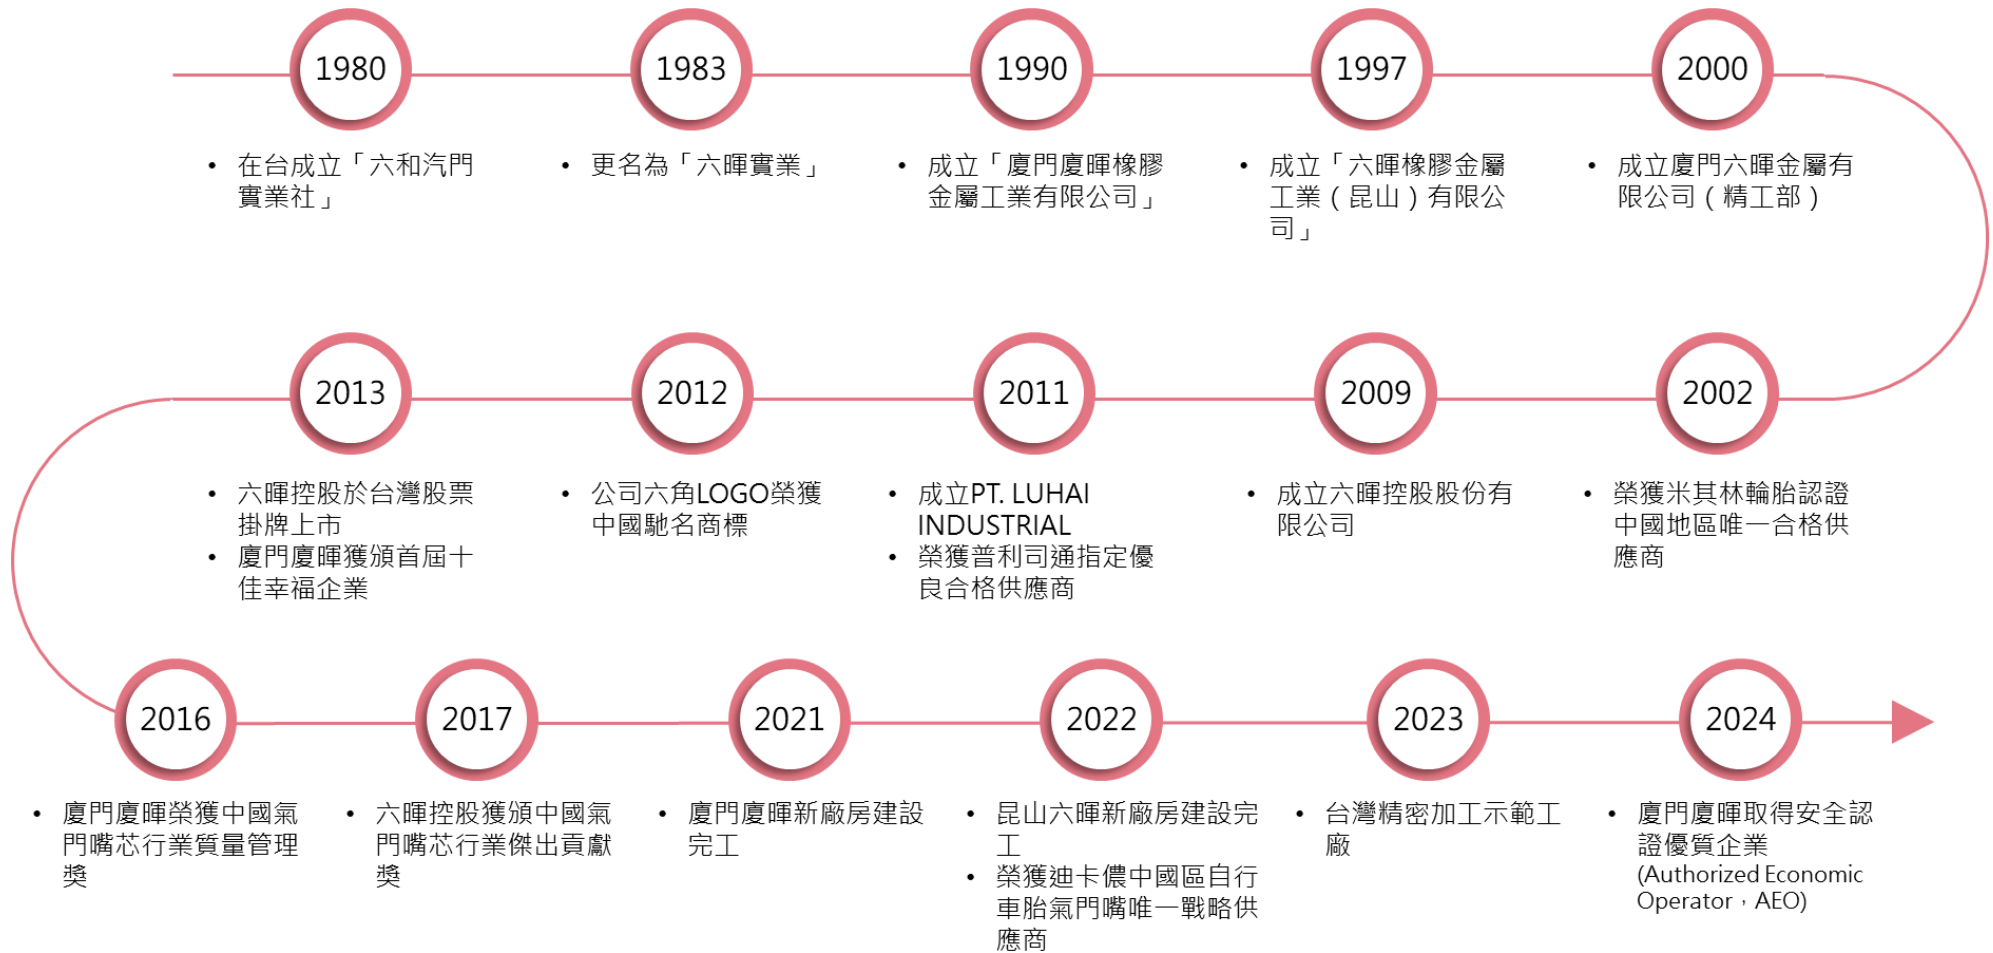 1980
• 在台成立「六和汽門
實業社」
1983
• 更名為「六暉實業」
1990
• 成立「廈門廈暉橡膠
金屬工業有限公司」
1997
• 成立「六暉橡膠金屬
工業（昆山）有限公
司」
2000
• 成立廈門六暉金屬有
限公司（精工部）
2002
• 榮獲米其林輪胎認證
中國地區唯一合格供
應商
2009
• 成立六暉控股股份有
限公司
2011
• 成立PT. LUHAI
INDUSTRIAL
• 榮獲普利司通指定優
良合格供應商
2012
• 公司六角LOGO榮獲
中國馳名商標
2013
• 六暉控股於台灣股票
掛牌上市
• 廈門廈暉獲頒首屆十
佳幸福企業
2016
• 廈門廈暉榮獲中國氣
門嘴芯行業質量管理
獎
2017
• 六暉控股獲頒中國氣
門嘴芯行業傑出貢獻
獎
2021
• 廈門廈暉新廠房建設
完工
2022
• 昆山六暉新廠房建設完
工
• 榮獲迪卡儂中國區自行
車胎氣門嘴唯一戰略供
應商
2023
• 台灣精密加工示範工
廠
2024
• 廈門廈暉取得安全認
證優質企業
(Authorized Economic
Operator，AEO)